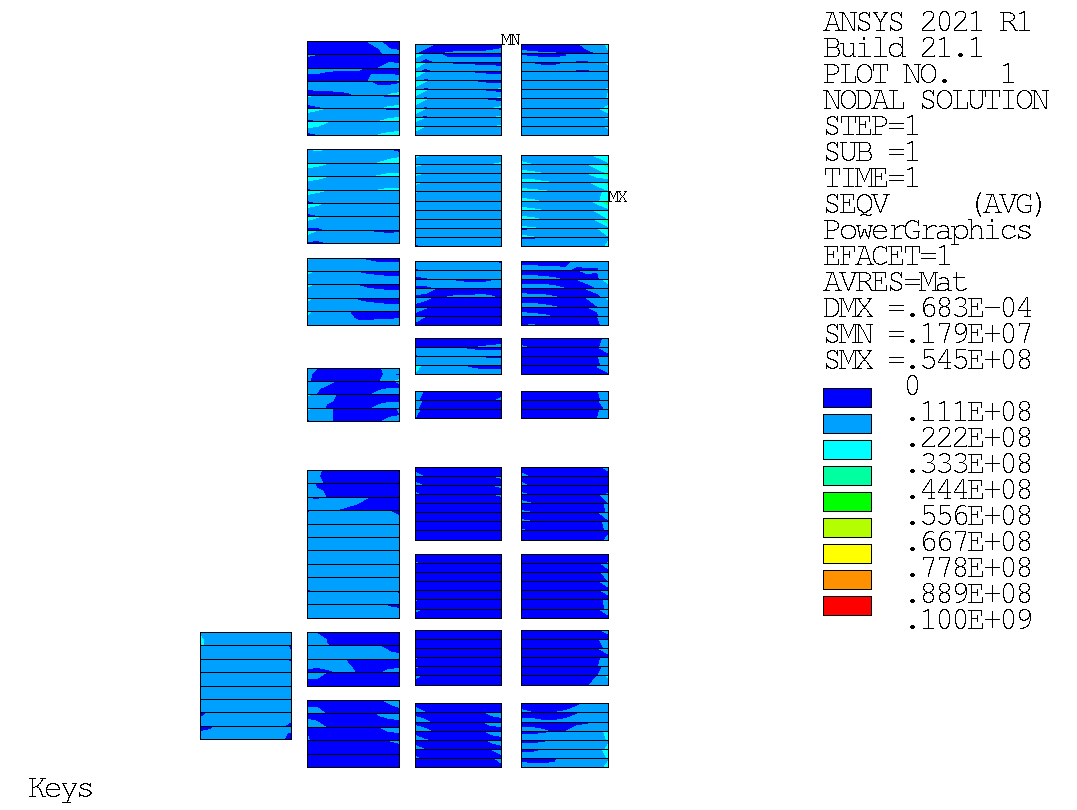 MN
MX
ANSYS 2021 R1
Build 21.1
PLOT NO. 1
NODAL SOLUTION
STEP=1
SUB =1
TIME=1
SEQV (AVG)
PowerGraphics
EFACET=1
AVRES=Mat
DMX =.683E-04
SMN =.179E+07
SMX =.545E+08
0
.111E+08
.222E+08
.333E+08
.444E+08
.556E+08
.667E+08
.778E+08
.889E+08
.100E+09
Keys